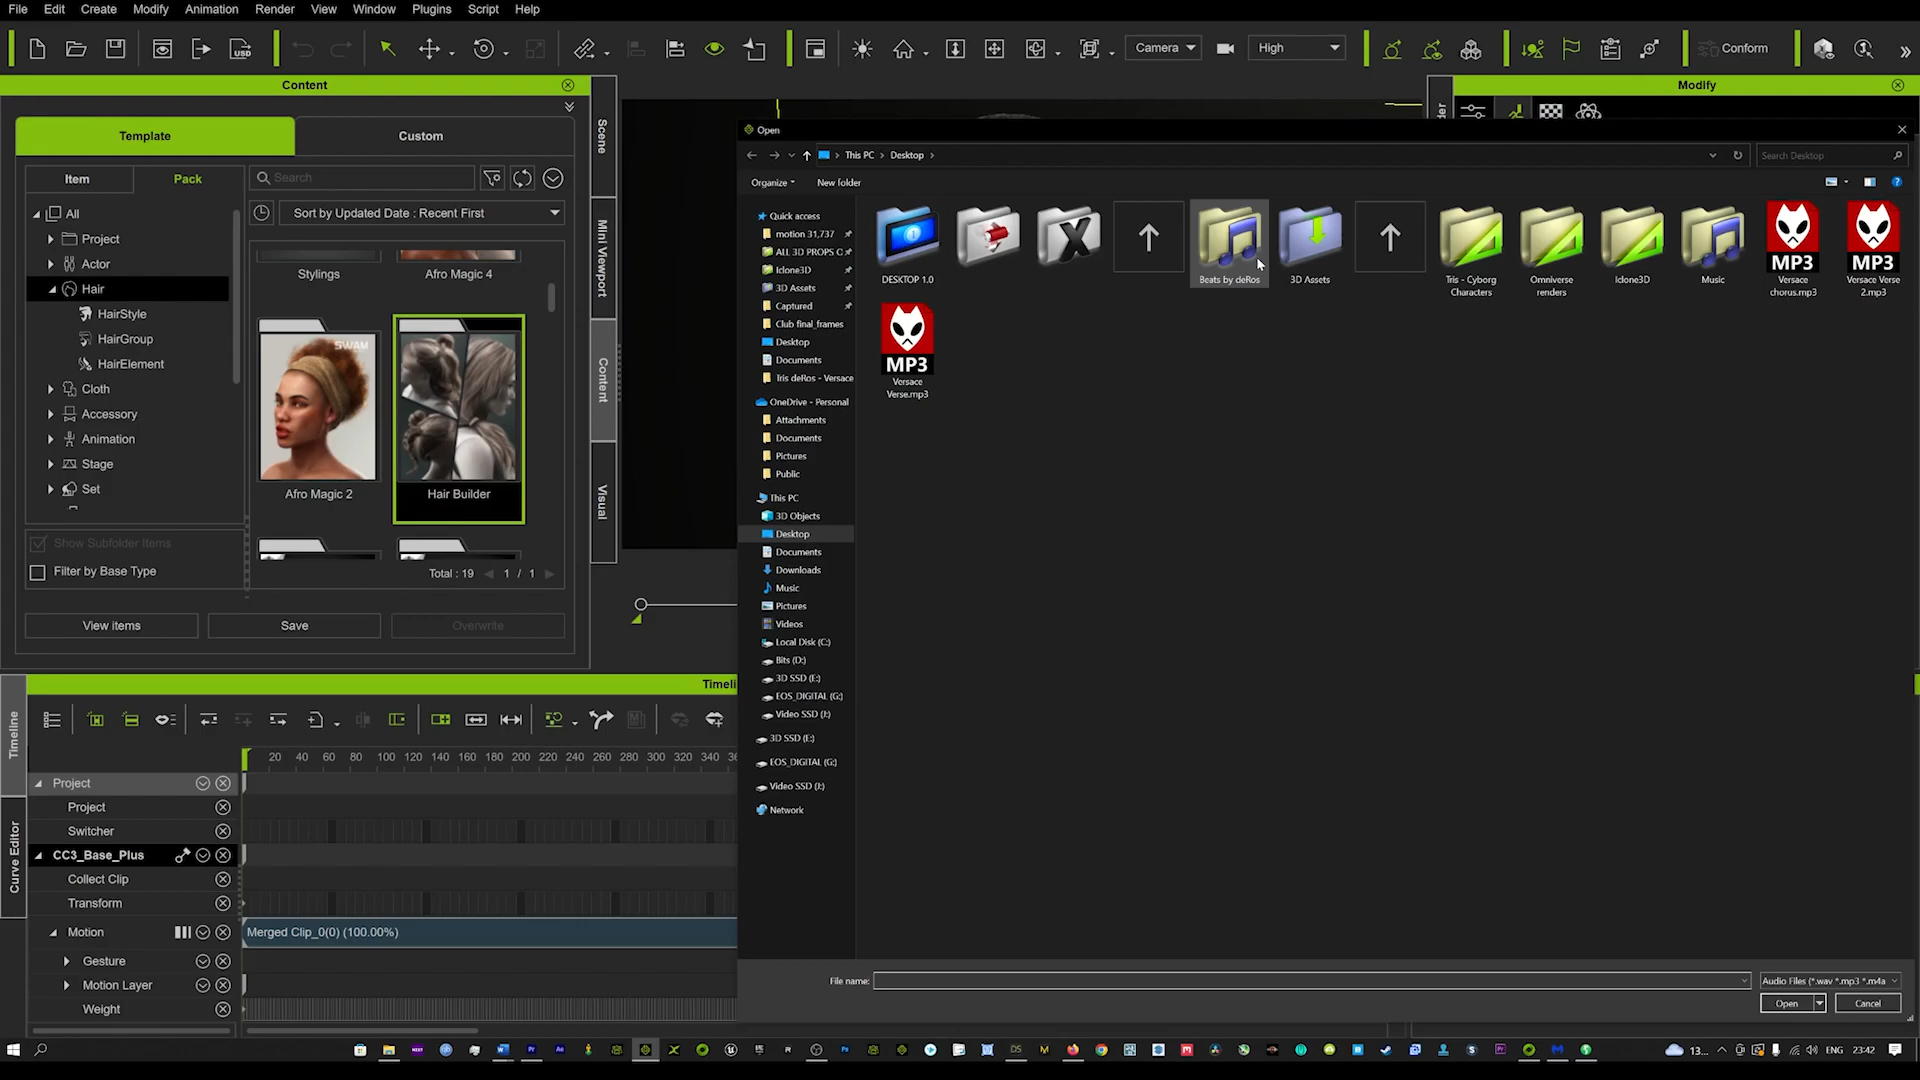 File Edit Create Modify Animation Render View Window Plugins Script Help
USD
Camera
High
Conform
Content
Modify
Template Custom
Item Pack
Search
All
Sort by Updated Date : Recent First
Project
Actor
Hair
HairStyle
HairGroup
HairElement
Cloth
Accessory
Animation
Stage
Set
Stylings
Afro Magic 4
SWAM
Afro Magic 2
Hair Builder
Show Subfolder Items
Filter by Base Type
Total : 19
1 / 1
View items
Save
Overwrite
Scene
Mini Viewport
Content
Visual
Open
This PC
Desktop
Search Desktop
Organize
New folder
Quick access
motion 31,737
ALL 3D PROPS C
Iclone3D
3D Assets
Captured
Club final_frames
Desktop
Documents
Tris deRos - Versace
OneDrive - Personal
Attachments
Documents
Pictures
Public
This PC
3D Objects
Desktop
Documents
Downloads
Music
Pictures
Videos
Local Disk (C:)
Bits (D:)
3D SSD (E:)
EOS_DIGITAL (G:)
Video SSD (J:)
3D SSD (E:)
EOS_DIGITAL (G:)
Video SSD (J:)
Network
DESKTOP 1.0
X
Beats by deRos
3D Assets
Tris - Cyborg
Characters
Omniverse
renders
Iclone3D
Music
MP3
Versace
chorus.mp3
MP3
Versace Verse
2.mp3
MP3
Versace
Verse.mp3
File name:
Audio Files (*.wav *.mp3 *.m4a
Open
Cancel
Timeli
Timeline
Curve Editor
20 40 60 80 100 120 140 160 180 200 220 240 260 280 300 320 340 36
Project
Project
Switcher
CC3_Base_Plus
Collect Clip
Transform
Motion
Merged Clip_0(0) (100.00%)
Gesture
Motion Layer
Weight
13...
ENG
23:42